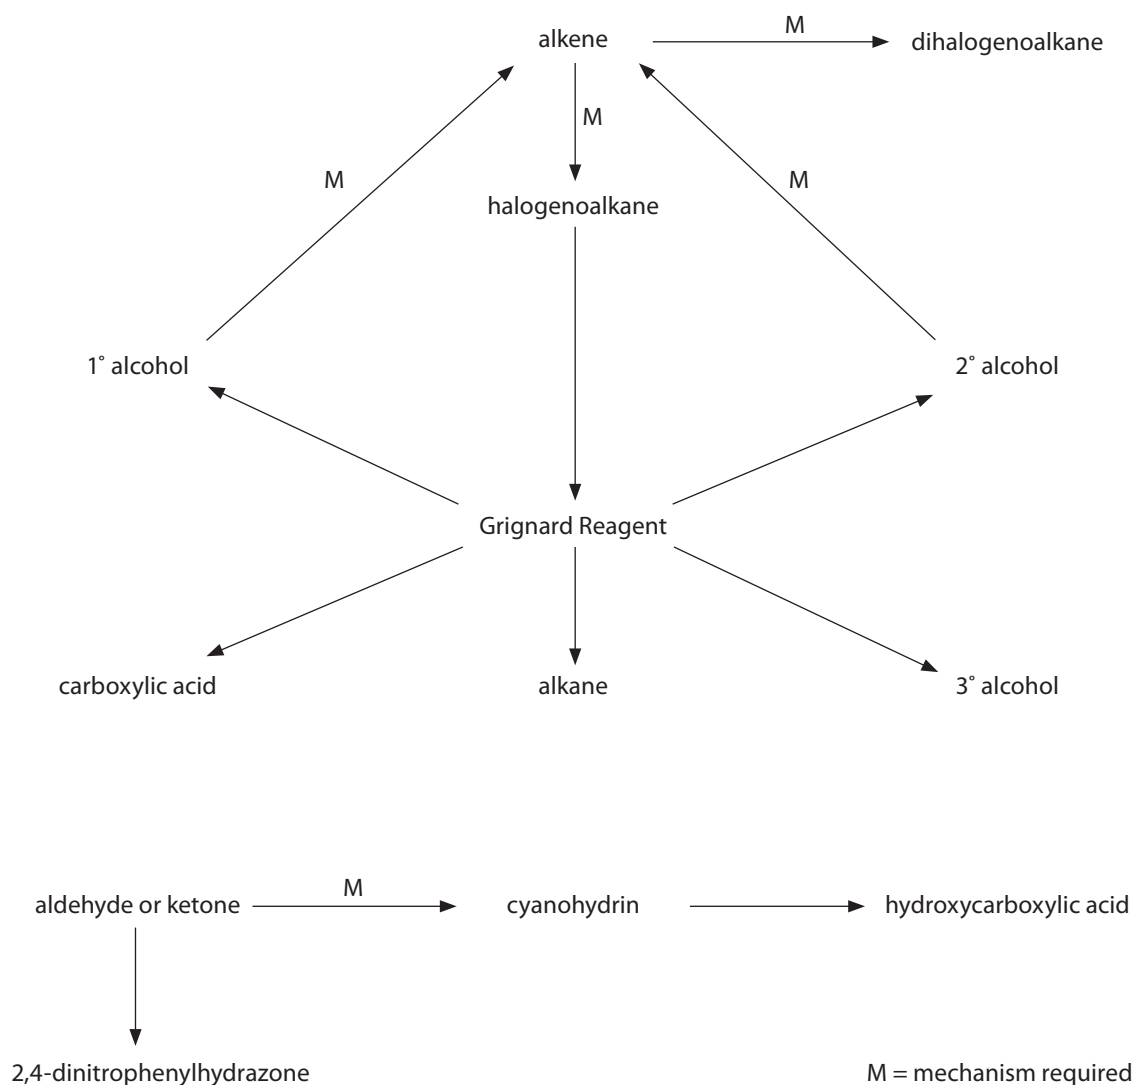 alkene
M
dihalogenoalkane
M
M
M
halogenoalkane
1° alcohol
2° alcohol
Grignard Reagent
carboxylic acid
alkane
3° alcohol
aldehyde or ketone
M
cyanohydrin
hydroxycarboxylic acid
2,4-dinitrophenylhydrazone
M = mechanism required